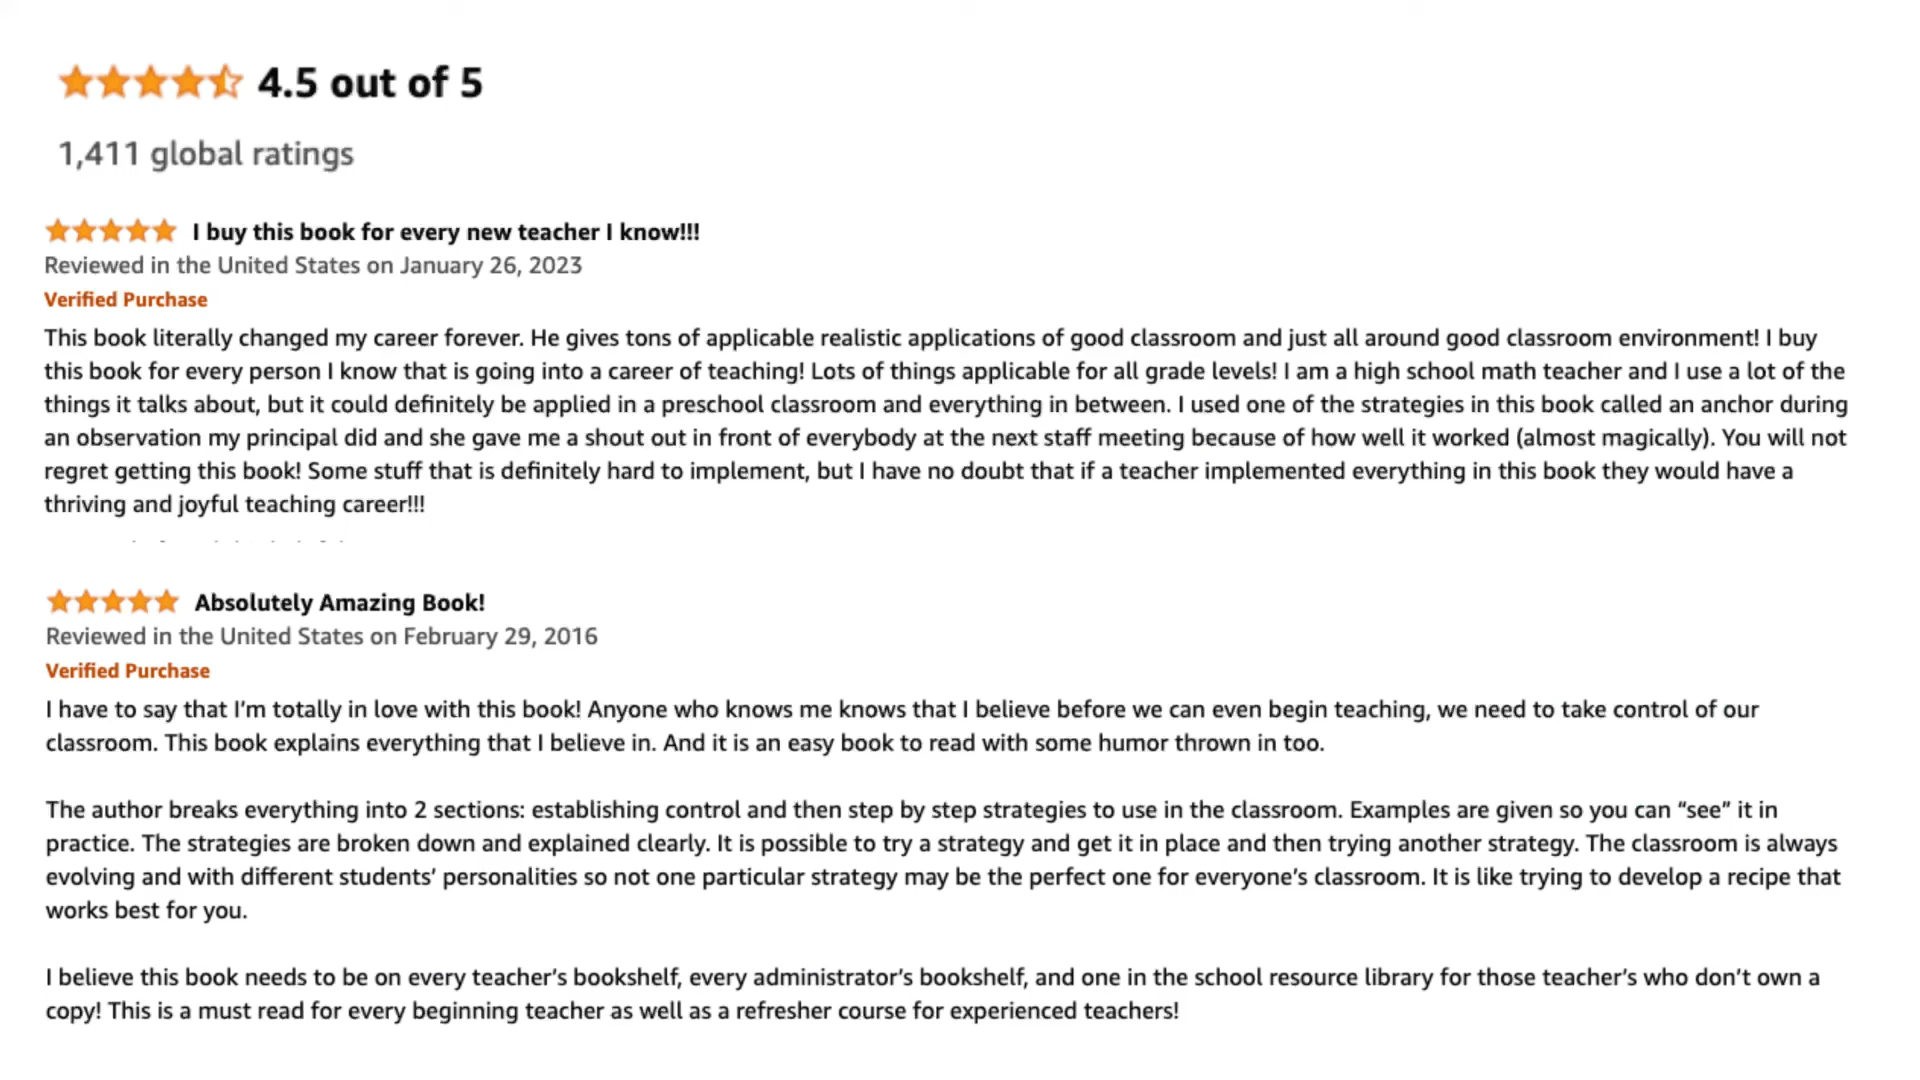 4.5 out of 5
1,411 global ratings
I buy this book for every new teacher I know!!!
Reviewed in the United States on January 26, 2023
Verified Purchase
This book literally changed my career forever. He gives tons of applicable realistic applications of good classroom and just all around good classroom environment! I buy
this book for every person I know that is going into a career of teaching! Lots of things applicable for all grade levels! I am a high school math teacher and I use a lot of the
things it talks about, but it could definitely be applied in a preschool classroom and everything in between. I used one of the strategies in this book called an anchor during
an observation my principal did and she gave me a shout out in front of everybody at the next staff meeting because of how well it worked (almost magically). You will not
regret getting this book! Some stuff that is definitely hard to implement, but I have no doubt that if a teacher implemented everything in this book they would have a
thriving and joyful teaching career!!!
Absolutely Amazing Book!
Reviewed in the United States on February 29, 2016
Verified Purchase
I have to say that I’m totally in love with this book! Anyone who knows me knows that I believe before we can even begin teaching, we need to take control of our
classroom. This book explains everything that I believe in. And it is an easy book to read with some humor thrown in too.
The author breaks everything into 2 sections: establishing control and then step by step strategies to use in the classroom. Examples are given so you can “see” it in
practice. The strategies are broken down and explained clearly. It is possible to try a strategy and get it in place and then trying another strategy. The classroom is always
evolving and with different students’ personalities so not one particular strategy may be the perfect one for everyone’s classroom. It is like trying to develop a recipe that
works best for you.
I believe this book needs to be on every teacher’s bookshelf, every administrator’s bookshelf, and one in the school resource library for those teacher’s who don’t own a
copy! This is a must read for every beginning teacher as well as a refresher course for experienced teachers!